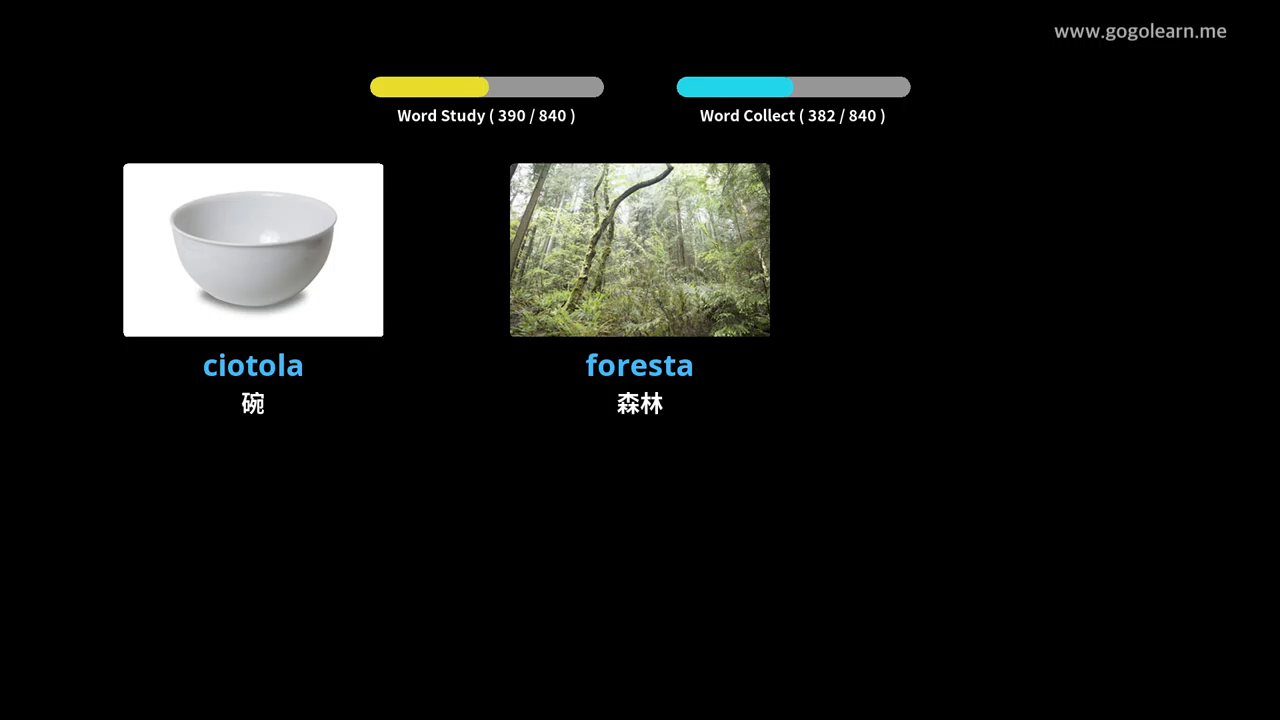 www.gogolearn.me
Word Study ( 390 / 840 )
Word Collect ( 382 / 840 )
ciotola
碗
foresta
森林